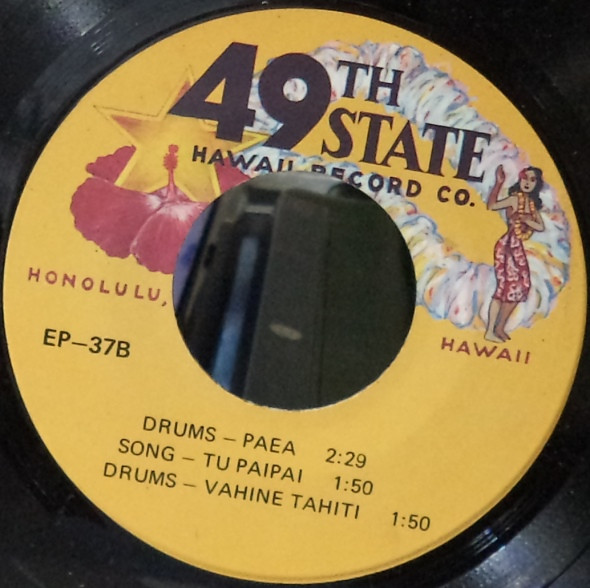 49TH
STATE
HAWAII RECORD CO.
HONOLULU,
HAWAII
EP–37B
DRUMS – PAEA 2:29
SONG – TU PAIPAI 1:50
DRUMS – VAHINE TAHITI 1:50